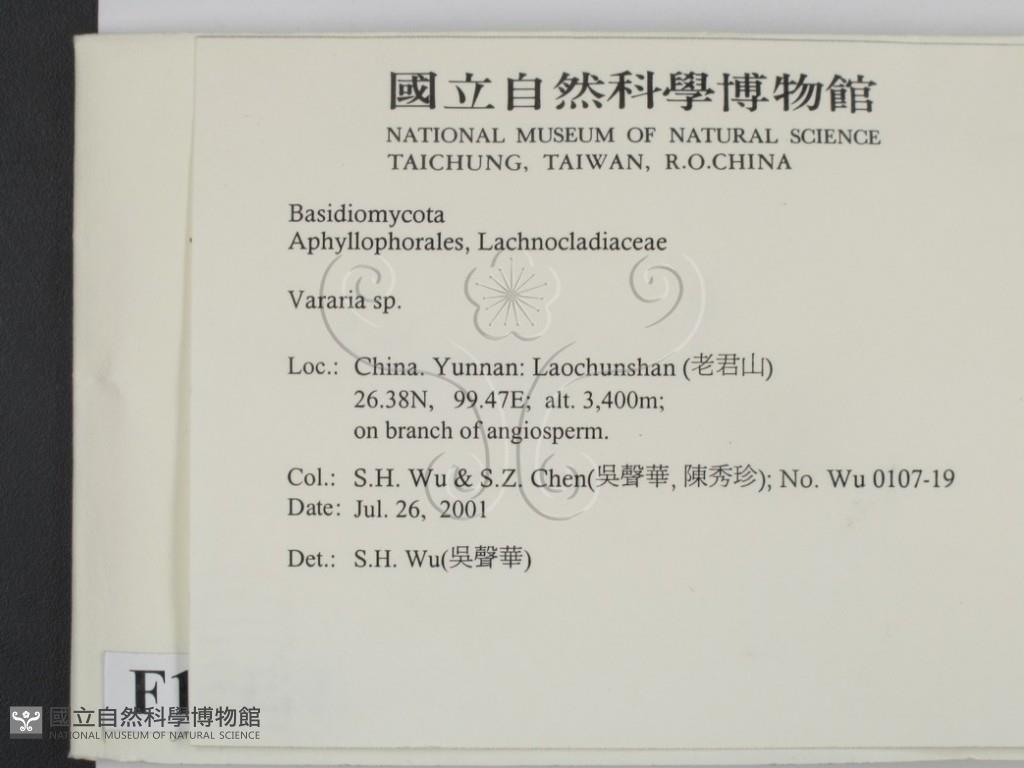 國立自然科學博物館
NATIONAL MUSEUM OF NATURAL SCIENCE
TAICHUNG, TAIWAN, R.O.CHINA
Basidiomycota
Aphyllophorales, Lachnocladiaceae
Vararia sp.
Loc.: China. Yunnan: Laochunshan (老君山)
26.38N, 99.47E; alt. 3,400m;
on branch of angiosperm.
Col.: S.H. Wu & S.Z. Chen(吳聲華, 陳秀珍); No. Wu 0107-19
Date: Jul. 26, 2001
Det.: S.H. Wu(吳聲華)
F1
國立自然科學博物館
NATIONAL MUSEUM OF NATURAL SCIENCE